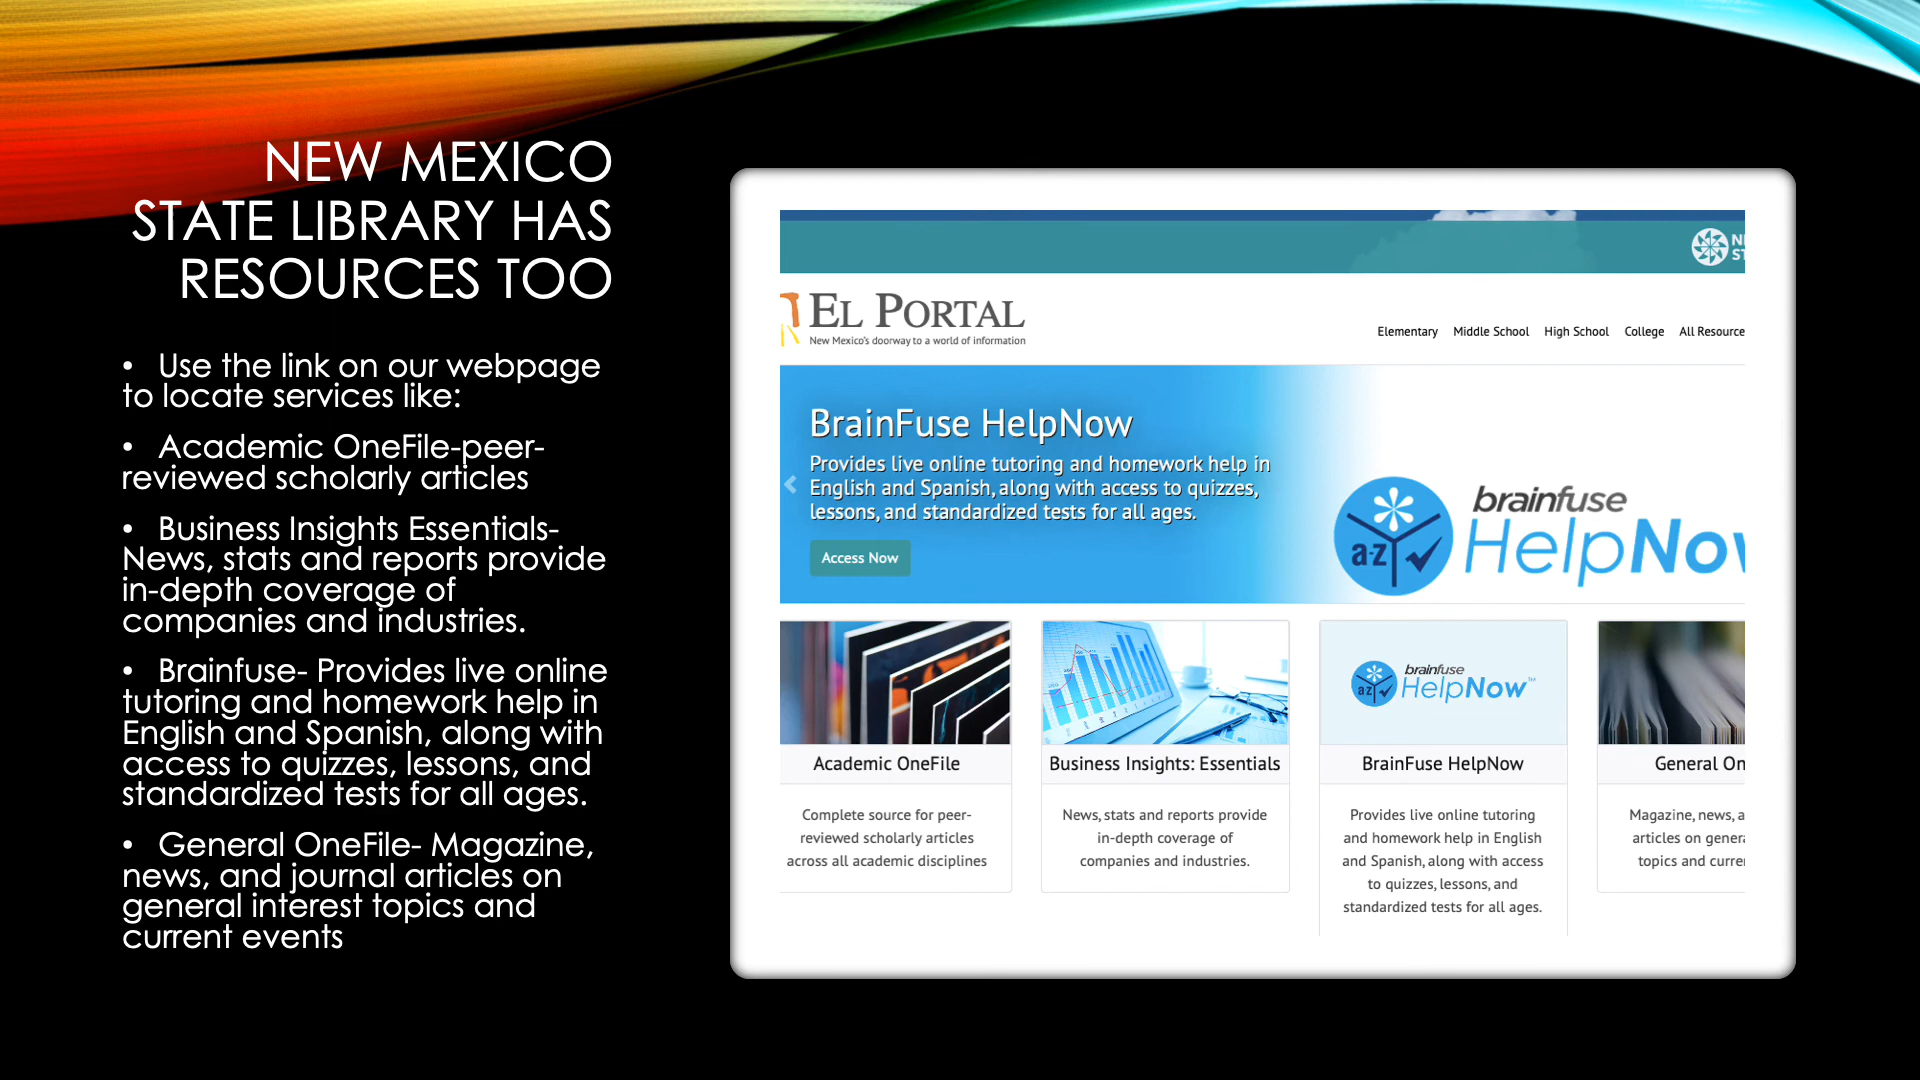 NEW MEXICO
STATE LIBRARY HAS
RESOURCES TOO
• Use the link on our webpage
to locate services like:
• Academic OneFile-peer-
reviewed scholarly articles
• Business Insights Essentials-
News, stats and reports provide
in-depth coverage of
companies and industries.
• Brainfuse- Provides live online
tutoring and homework help in
English and Spanish, along with
access to quizzes, lessons, and
standardized tests for all ages.
• General OneFile- Magazine,
news, and journal articles on
general interest topics and
current events
EL PORTAL
New Mexico's doorway to a world of information
Elementary Middle School High School College All Resource
BrainFuse HelpNow
Provides live online tutoring and homework help in
English and Spanish, along with access to quizzes,
lessons, and standardized tests for all ages.
Access Now
a-z
brainfuse
HelpNow
a-z
brainfuse
HelpNow™
Academic OneFile
Complete source for peer-
reviewed scholarly articles
across all academic disciplines
Business Insights: Essentials
News, stats and reports provide
in-depth coverage of
companies and industries.
BrainFuse HelpNow
Provides live online tutoring
and homework help in English
and Spanish, along with access
to quizzes, lessons, and
standardized tests for all ages.
General On
Magazine, news, a
articles on genera
topics and currer